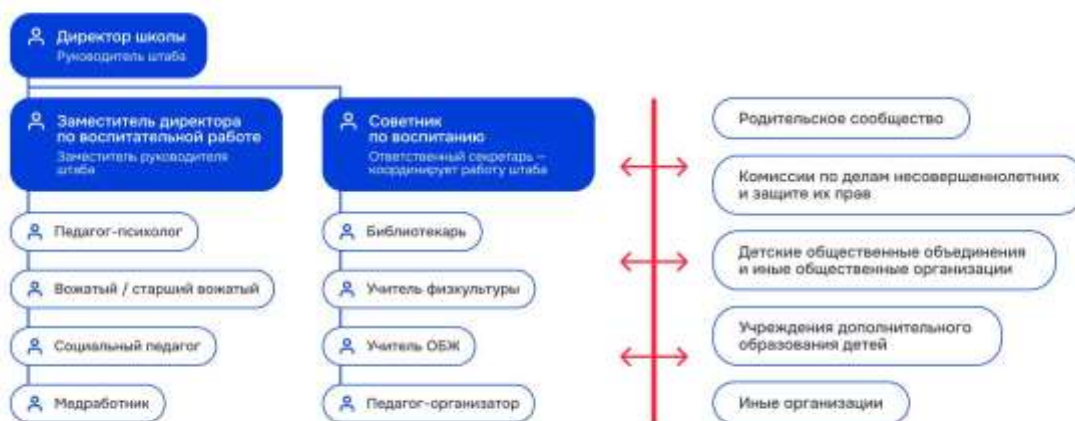 Директор школы
Руководитель штаба
Заместитель директора
по воспитательной работе
Заместитель руководителя
штаба
Педагог-психолог
Вожатый / старший вожатый
Социальный педагог
Медработник
Советник
по воспитанию
Ответственный секретарь —
координирует работу штаба
Библиотекарь
Учитель физкультуры
Учитель ОБЖ
Педагог-организатор
Родительское сообщество
Комиссии по делам несовершеннолетних
и защите их прав
Детские общественные объединения
и иные общественные организации
Учреждения дополнительного
образования детей
Иные организации